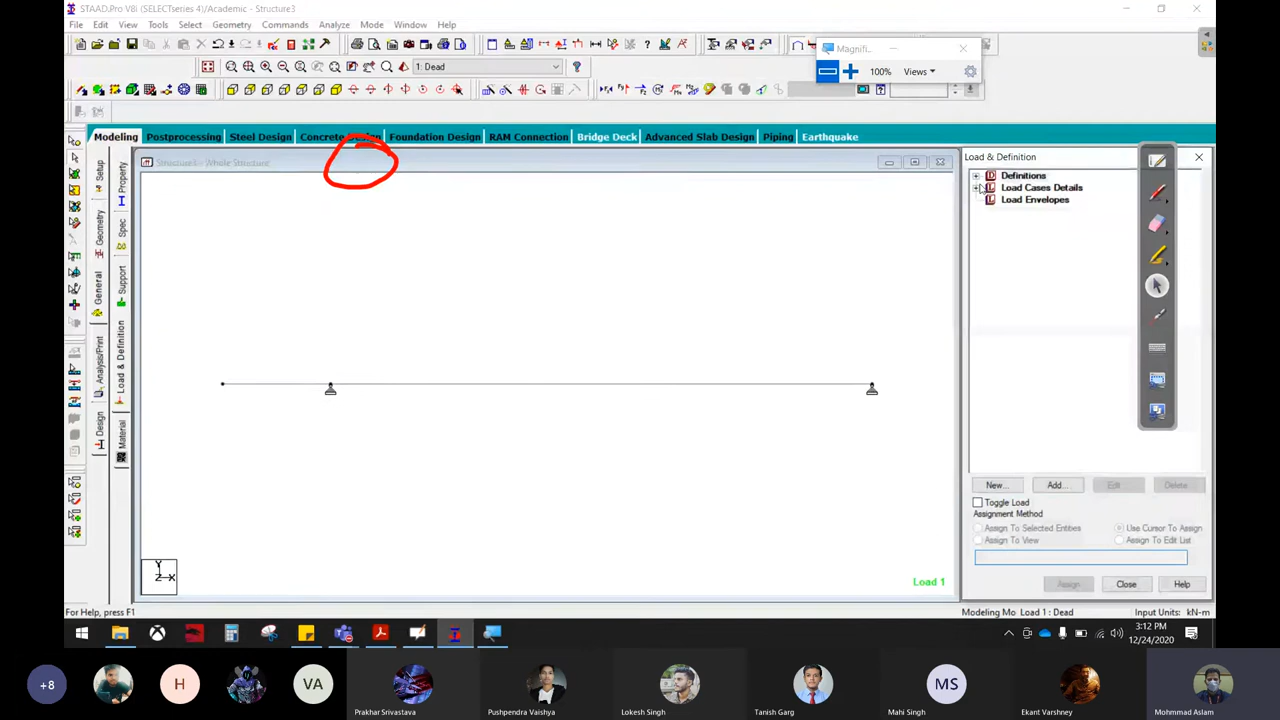 STAAD.Pro V8i (SELECTseries 4)/Academic - Structure3
File Edit View Tools Select Geometry Commands Analyze Mode Window Help
Magnifi...
1: Dead
100% Views
Modeling Postprocessing Steel Design Concrete Design Foundation Design RAM Connection Bridge Deck Advanced Slab Design Piping Earthquake
Whole Structure
Load & Definition
Setup
Geometry
General
Analysis/Print
Design
Property
Spec
Support
Load & Definition
Material
Definitions
Load Cases Details
Load Envelopes
New... Add... Edit... Delete...
Toggle Load
Assignment Method
Assign To Selected Entities Use Cursor To Assign
Assign To View Assign To Edit List
Assign Close Help
Y
Z X
Load 1
For Help, press F1
Modeling Mo Load 1 : Dead Input Units: kN-m
3:12 PM
12/24/2020
+8 H VA MS
Prakhar Srivastava Pushpendra Vaishya Lokesh Singh Tanish Garg Mahi Singh Ekant Varshney Mohmmad Aslam